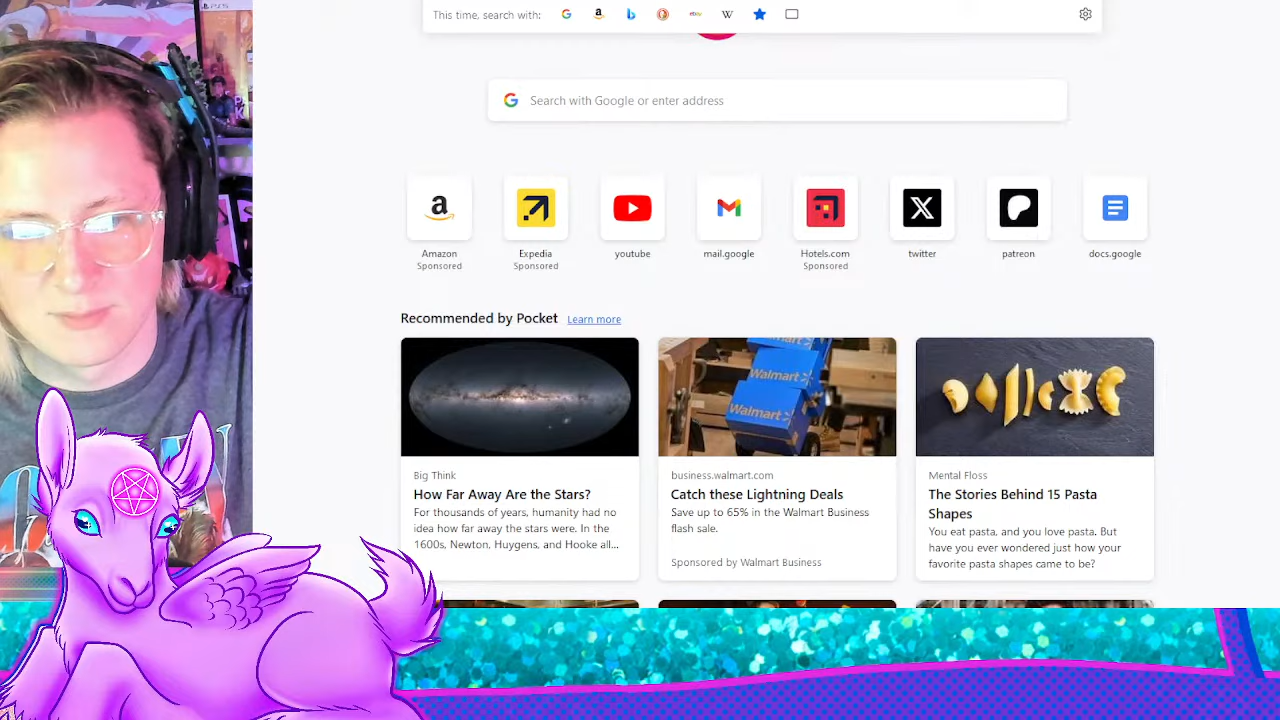 This time, search with:
Search with Google or enter address
Amazon
Sponsored
Expedia
Sponsored
youtube
mail.google
Hotels.com
Sponsored
twitter
patreon
docs.google
Recommended by Pocket Learn more
Walmart
Walmart
Big Think
How Far Away Are the Stars?
For thousands of years, humanity had no
idea how far away the stars were. In the
1600s, Newton, Huygens, and Hooke all...
business.walmart.com
Catch these Lightning Deals
Save up to 65% in the Walmart Business
flash sale.
Sponsored by Walmart Business
Mental Floss
The Stories Behind 15 Pasta
Shapes
You eat pasta, and you love pasta. But
have you ever wondered just how your
favorite pasta shapes came to be?